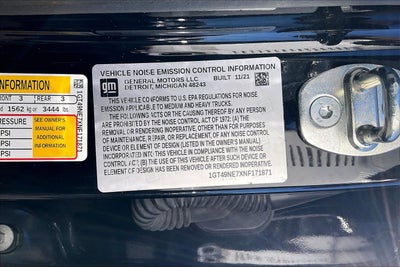 INFORMATION
FRONT 3 REAR 3
1562 kg or 3444 lbs.
PRESSURE SEE OWNER'S
PSI MANUAL FOR
PSI ADDITIONAL
PSI INFORMATION
VEHICLE NOISE EMISSION CONTROL INFORMATION
gm
GENERAL MOTORS LLC BUILT 11/21
DETROIT, MICHIGAN 48243
THIS VEHICLE CONFORMS TO U.S. EPA REGULATIONS FOR NOISE
EMISSION APPLICABLE TO MEDIUM AND HEAVY TRUCKS.
THE FOLLOWING ACTS OR THE CAUSING THEREOF BY ANY PERSON
ARE PROHIBITED BY THE NOISE CONTROL ACT OF 1972: (A) THE
REMOVAL OR RENDERING INOPERATIVE, OTHER THAN FOR PURPOSES
OF MAINTENANCE, REPAIR, OR REPLACEMENT, OF ANY NOISE CONTROL
DEVICE OR ELEMENT OF DESIGN (LISTED IN THE OWNER'S MANUAL)
INCORPORATED INTO THIS VEHICLE IN COMPLIANCE WITH THE NOISE
CONTROL ACT. (B) THE USE OF THIS VEHICLE AFTER SUCH DEVICE OR
ELEMENT OF DESIGN HAS BEEN REMOVED OR RENDERED INOPERATIVE.
1GT49NE7XNF171871
1GT49NE7XNF171871